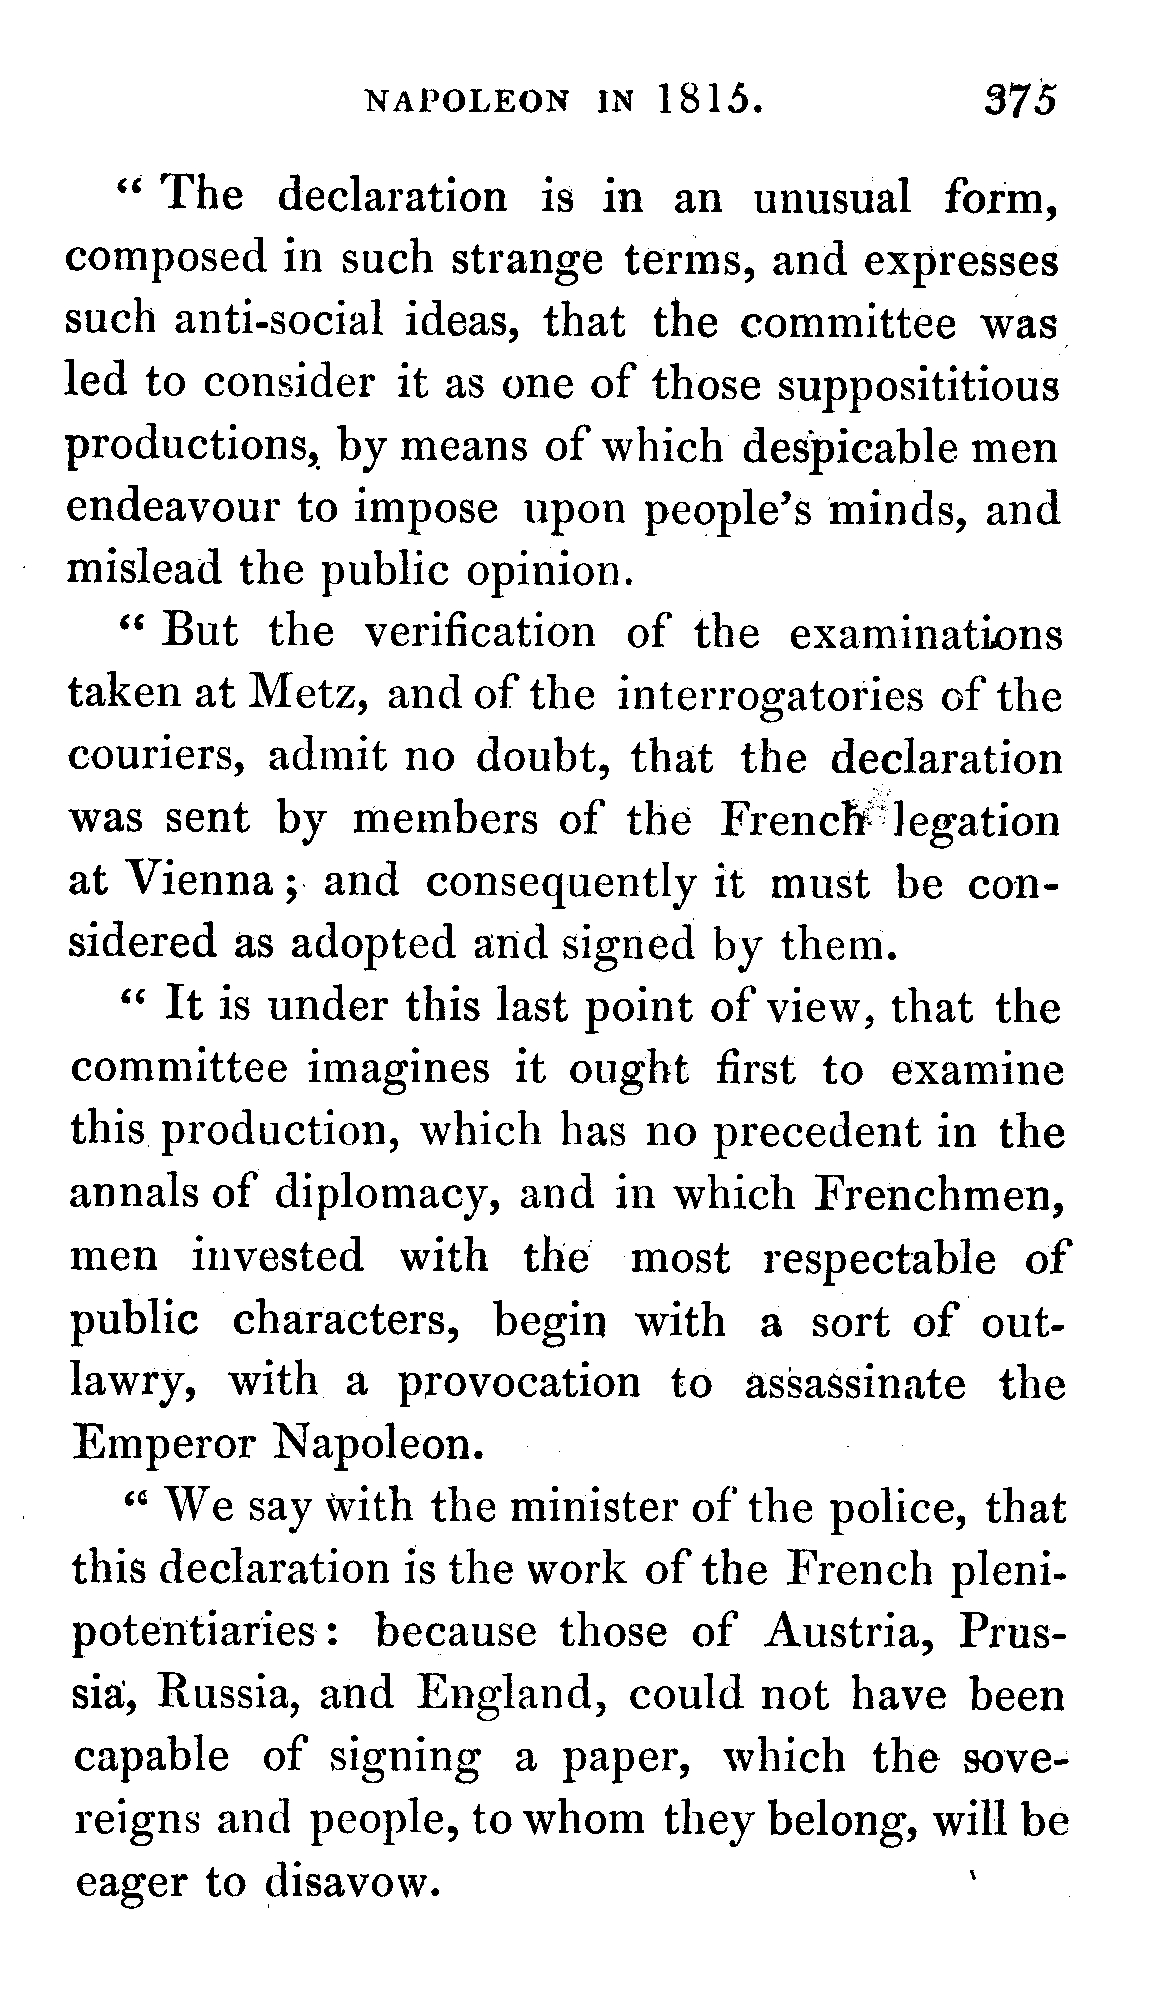 NAPOLEON IN 1815. 375
“ The declaration is in an unusual form,
composed in such strange terms, and expresses
such anti-social ideas, that the committee was
led to consider it as one of those supposititious
productions, by means of which despicable men
endeavour to impose upon people’s minds, and
mislead the public opinion.
“ But the verification of the examinations
taken at Metz, and of the interrogatories of the
couriers, admit no doubt, that the declaration
was sent by members of the French legation
at Vienna ; and consequently it must be con-
sidered as adopted and signed by them.
“ It is under this last point of view, that the
committee imagines it ought first to examine
this production, which has no precedent in the
annals of diplomacy, and in which Frenchmen,
men invested with the most respectable of
public characters, begin with a sort of out-
lawry, with a provocation to assassinate the
Emperor Napoleon.
“ We say with the minister of the police, that
this declaration is the work of the French pleni-
potentiaries : because those of Austria, Prus-
sia, Russia, and England, could not have been
capable of signing a paper, which the sove-
reigns and people, to whom they belong, will be
eager to disavow.